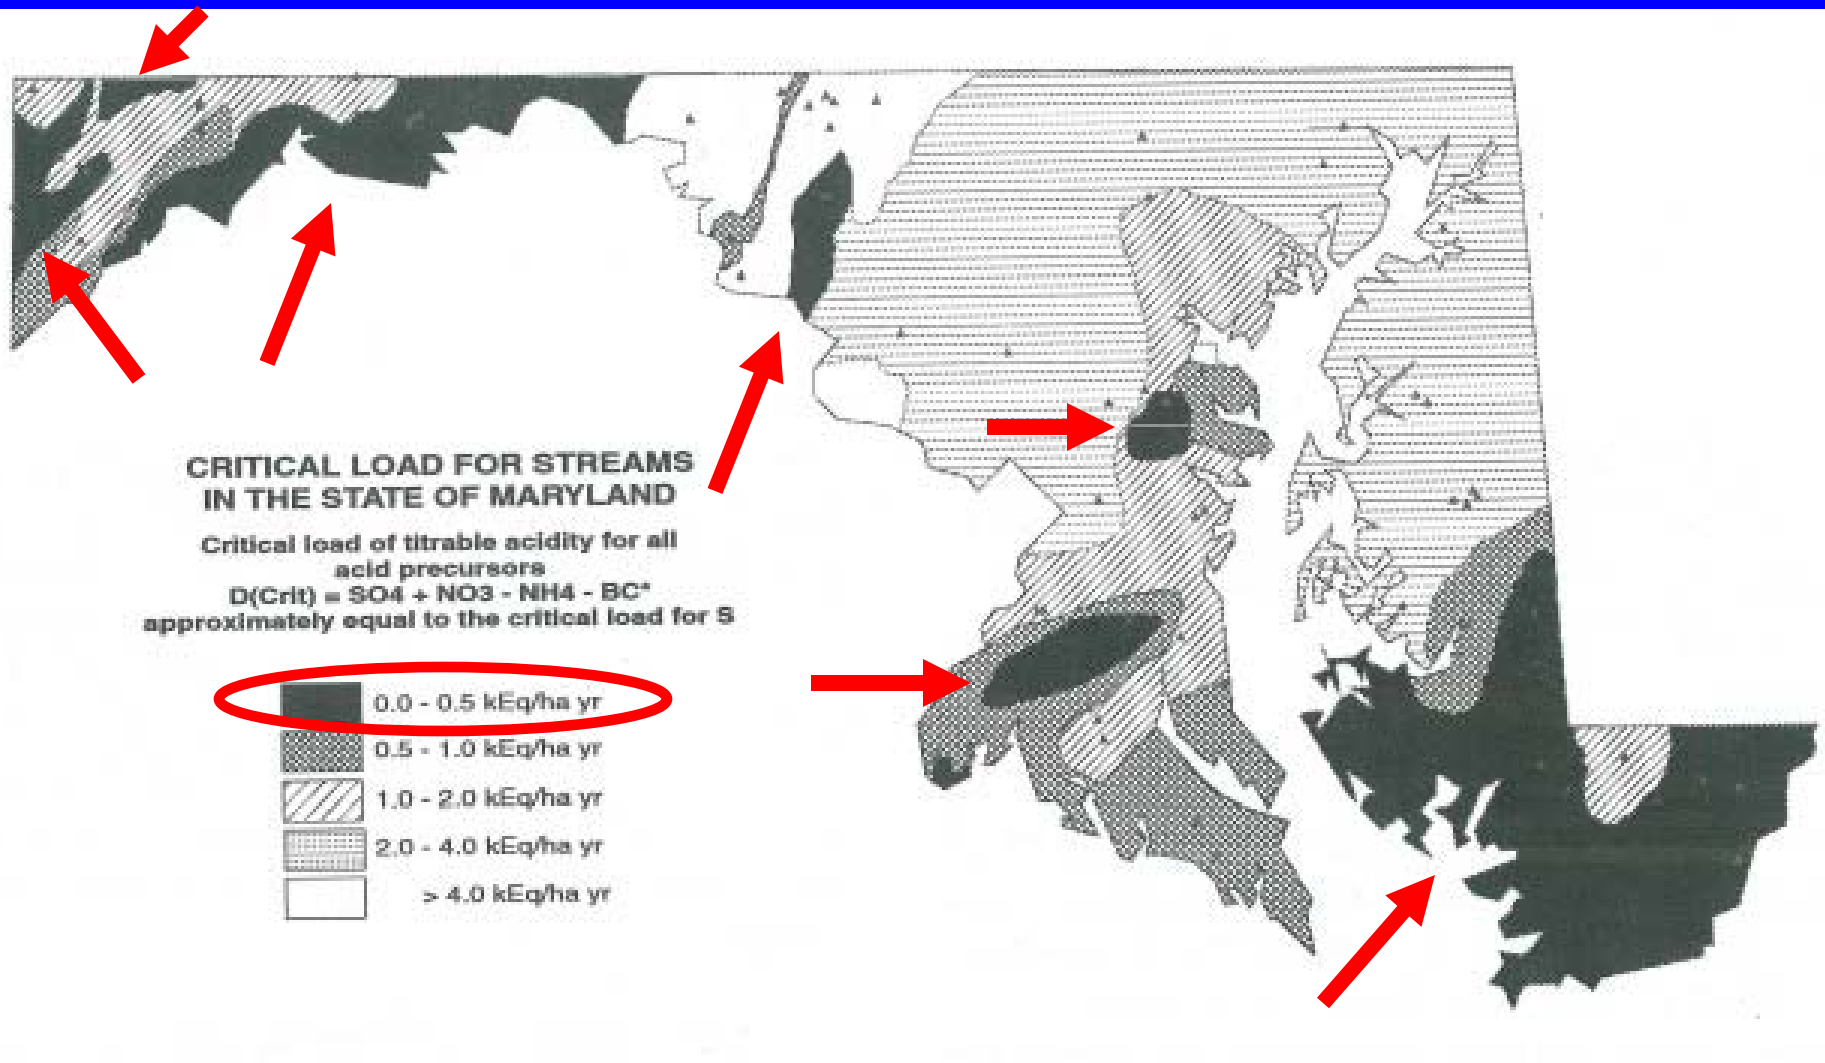 CRITICAL LOAD FOR STREAMS
IN THE STATE OF MARYLAND
Critical load of titrable acidity for all
acid precursors
D(Crit) = SO4 + NO3 - NH4 - BC*
approximately equal to the critical load for S
0.0 - 0.5 kEq/ha yr
0.5 - 1.0 kEq/ha yr
1.0 - 2.0 kEq/ha yr
2.0 - 4.0 kEq/ha yr
> 4.0 kEq/ha yr